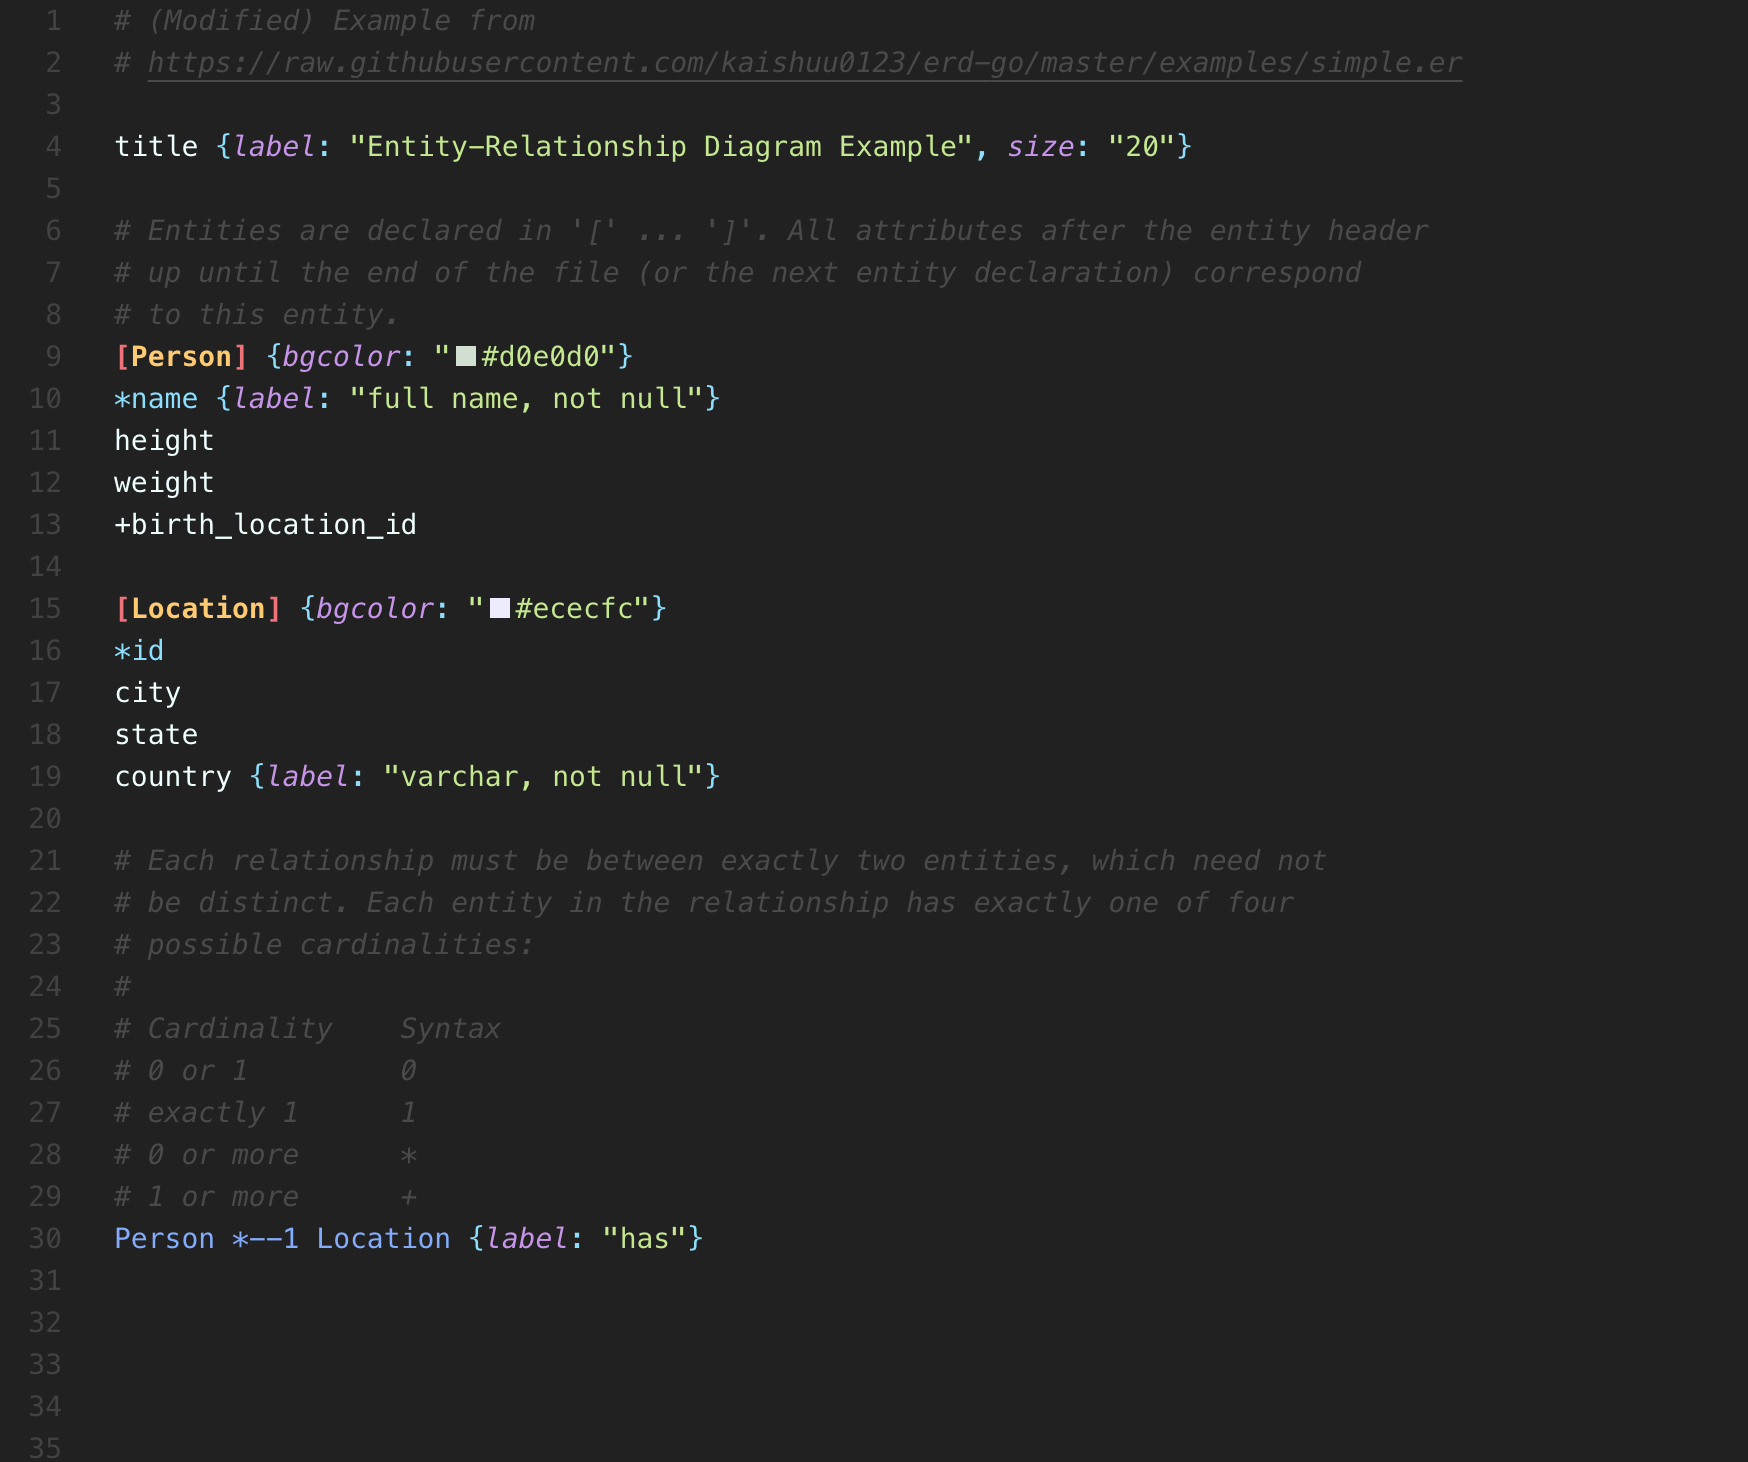 1 # (Modified) Example from
2 # https://raw.githubusercontent.com/kaishuu0123/erd-go/master/examples/simple.er
3
4 title {label: "Entity-Relationship Diagram Example", size: "20"}
5
6 # Entities are declared in '[' ... ']'. All attributes after the entity header
7 # up until the end of the file (or the next entity declaration) correspond
8 # to this entity.
9 [Person] {bgcolor: "#d0e0d0"}
10 *name {label: "full name, not null"}
11 height
12 weight
13 +birth_location_id
14
15 [Location] {bgcolor: "#ececfc"}
16 *id
17 city
18 state
19 country {label: "varchar, not null"}
20
21 # Each relationship must be between exactly two entities, which need not
22 # be distinct. Each entity in the relationship has exactly one of four
23 # possible cardinalities:
24 #
25 # Cardinality    Syntax
26 # 0 or 1         0
27 # exactly 1      1
28 # 0 or more      *
29 # 1 or more      +
30 Person *--1 Location {label: "has"}
31
32
33
34
35